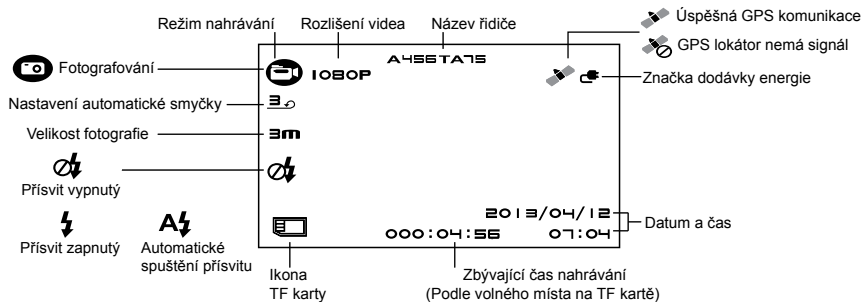 Režim nahrávání
Rozlišení videa
Název řidiče
Úspěšná GPS komunikace
GPS lokátor nemá signál
Fotografování
1080P
A456TA75
Značka dodávky energie
Nastavení automatické smyčky
3
Velikost fotografie
3m
Přísvit vypnutý
Přísvit zapnutý
A
Automatické
spuštění přísvitu
2013/04/12
Datum a čas
000:04:56
07:04
Ikona
TF karty
Zbývající čas nahrávání
(Podle volného místa na TF kartě)